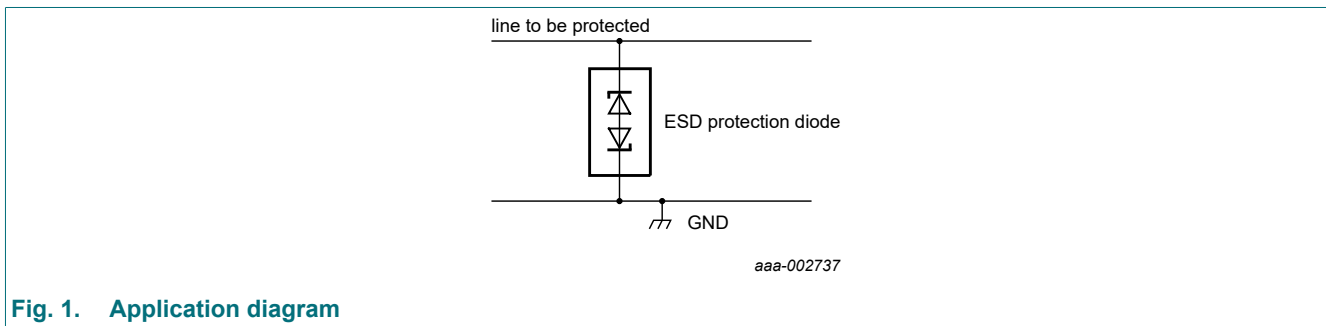 line to be protected
ESD protection diode
GND
aaa-002737
Fig. 1. Application diagram